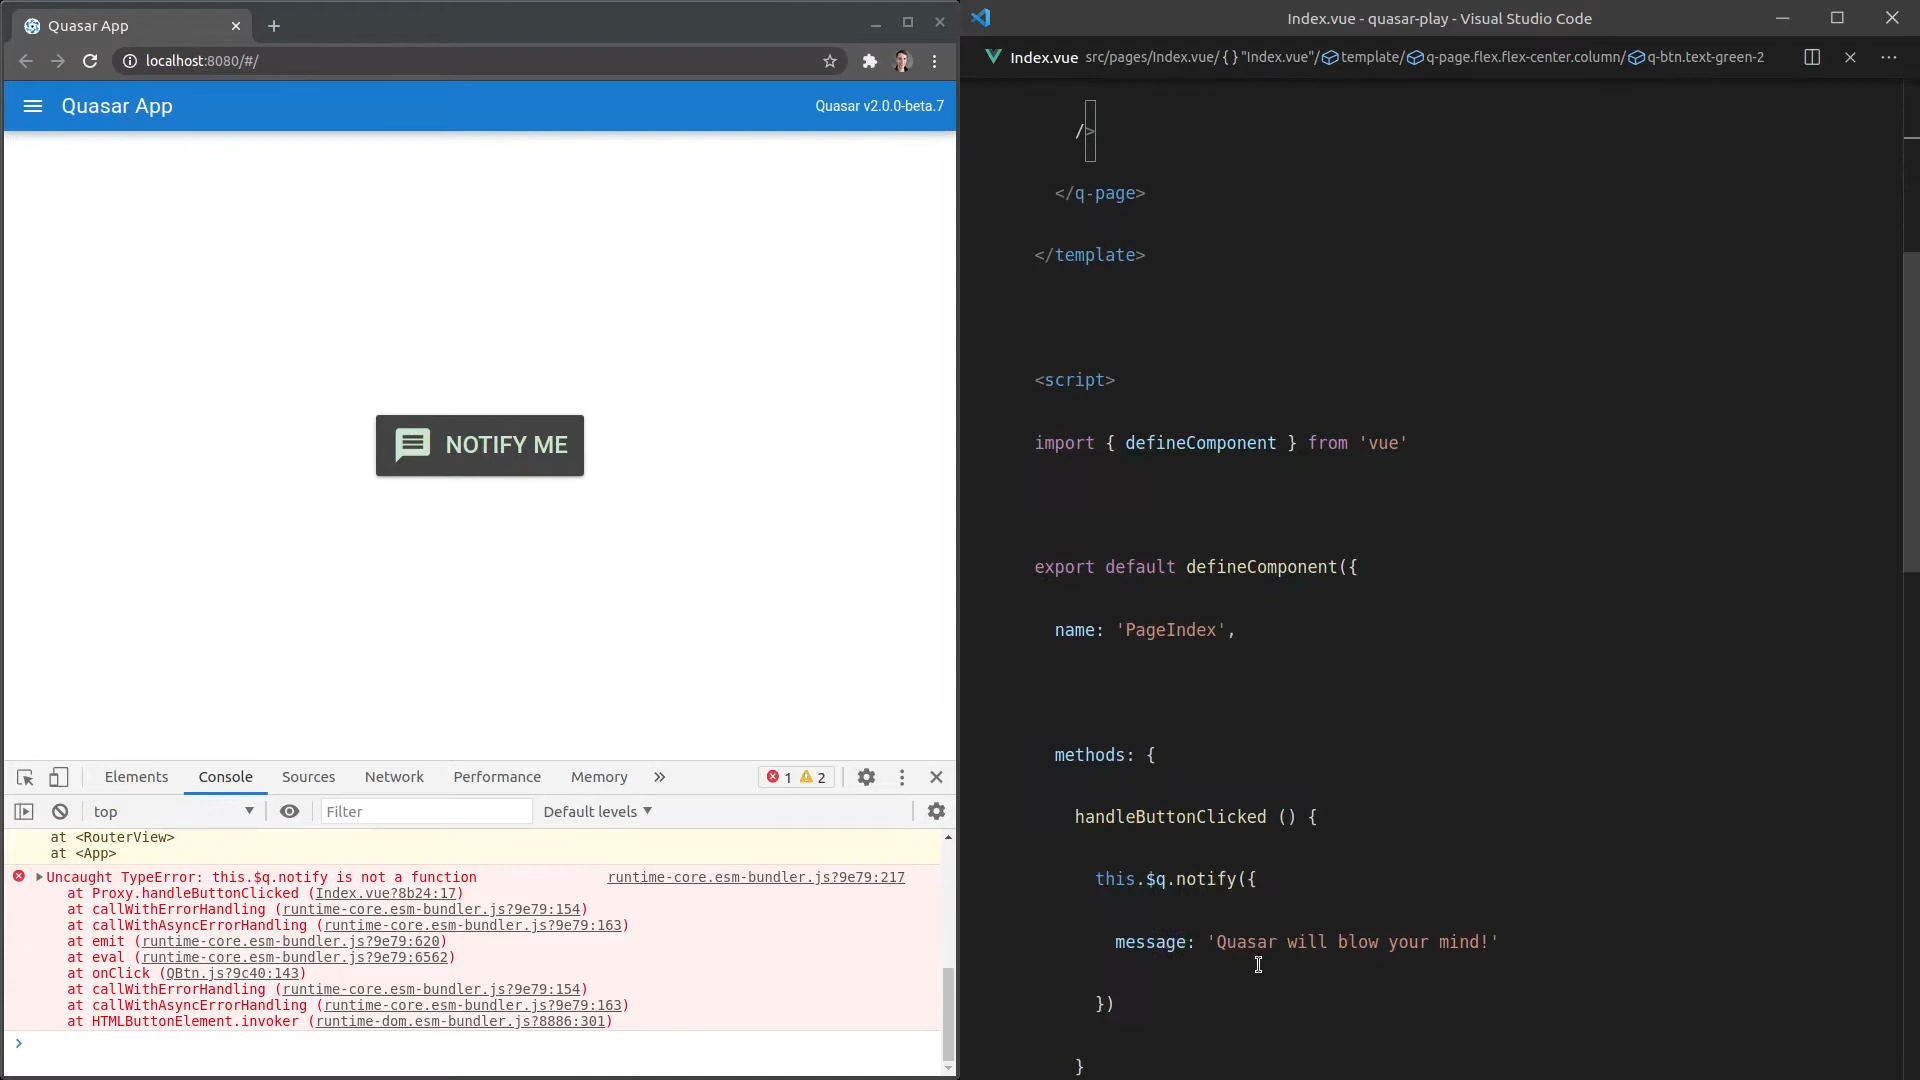 Quasar App
localhost:8080/#/
Quasar App
Quasar v2.0.0-beta.7
NOTIFY ME
Elements Console Sources Network Performance Memory » 1 2
top Filter Default levels
at <RouterView>
at <App>
Uncaught TypeError: this.$q.notify is not a function runtime-core.esm-bundler.js?9e79:217
at Proxy.handleButtonClicked (Index.vue?8b24:17)
at callWithErrorHandling (runtime-core.esm-bundler.js?9e79:154)
at callWithAsyncErrorHandling (runtime-core.esm-bundler.js?9e79:163)
at emit (runtime-core.esm-bundler.js?9e79:620)
at eval (runtime-core.esm-bundler.js?9e79:6562)
at onClick (QBtn.js?9c40:143)
at callWithErrorHandling (runtime-core.esm-bundler.js?9e79:154)
at callWithAsyncErrorHandling (runtime-core.esm-bundler.js?9e79:163)
at HTMLButtonElement.invoker (runtime-dom.esm-bundler.js?8886:301)
>
Index.vue - quasar-play - Visual Studio Code
Index.vue src/pages/Index.vue/{ }"Index.vue"/template/q-page.flex.flex-center.column/q-btn.text-green-2
/>
</q-page>
</template>
<script>
import { defineComponent } from 'vue'
export default defineComponent({
name: 'PageIndex',
methods: {
handleButtonClicked () {
this.$q.notify({
message: 'Quasar will blow your mind!'
})
}